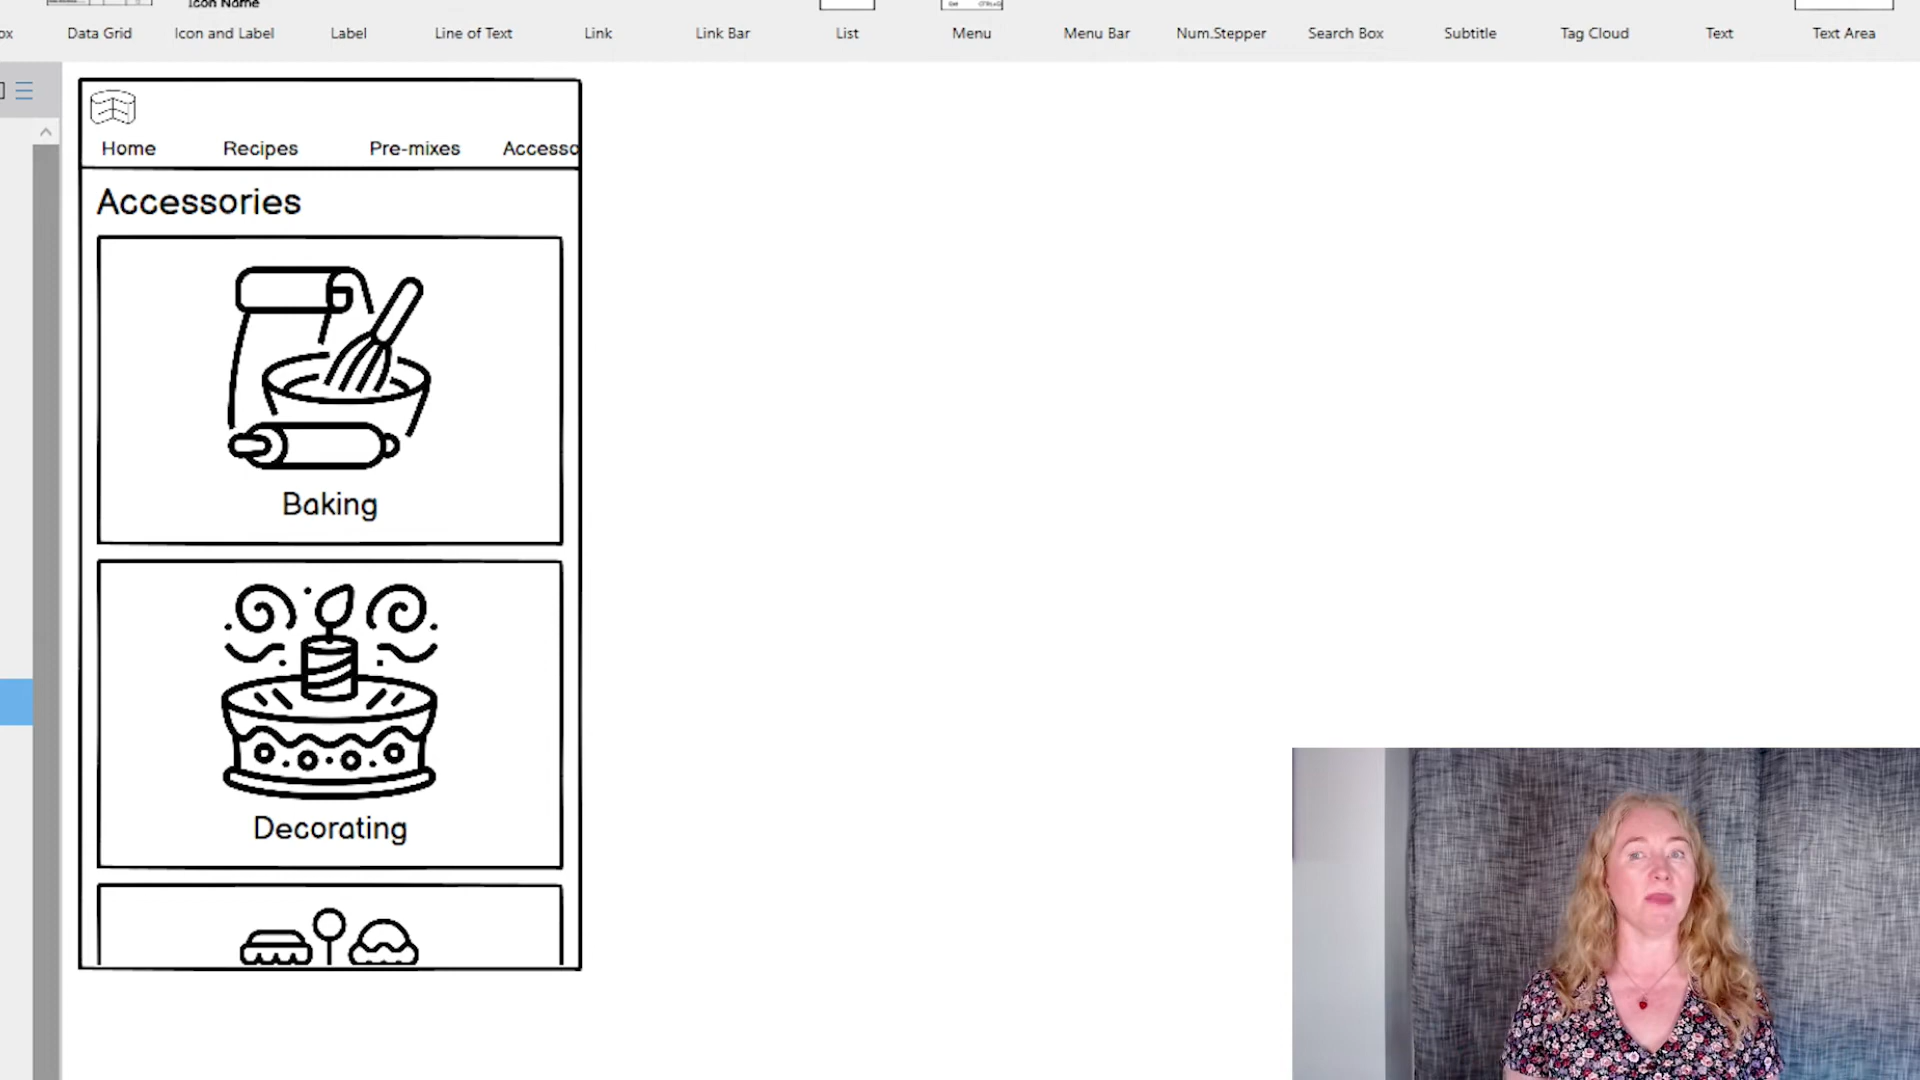 Icon Name
ox
Data Grid
Icon and Label
Label
Line of Text
Link
Link Bar
List
Menu
Menu Bar
Num.Stepper
Search Box
Subtitle
Tag Cloud
Text
Text Area
Home
Recipes
Pre-mixes
Accesso
Accessories
Baking
Decorating